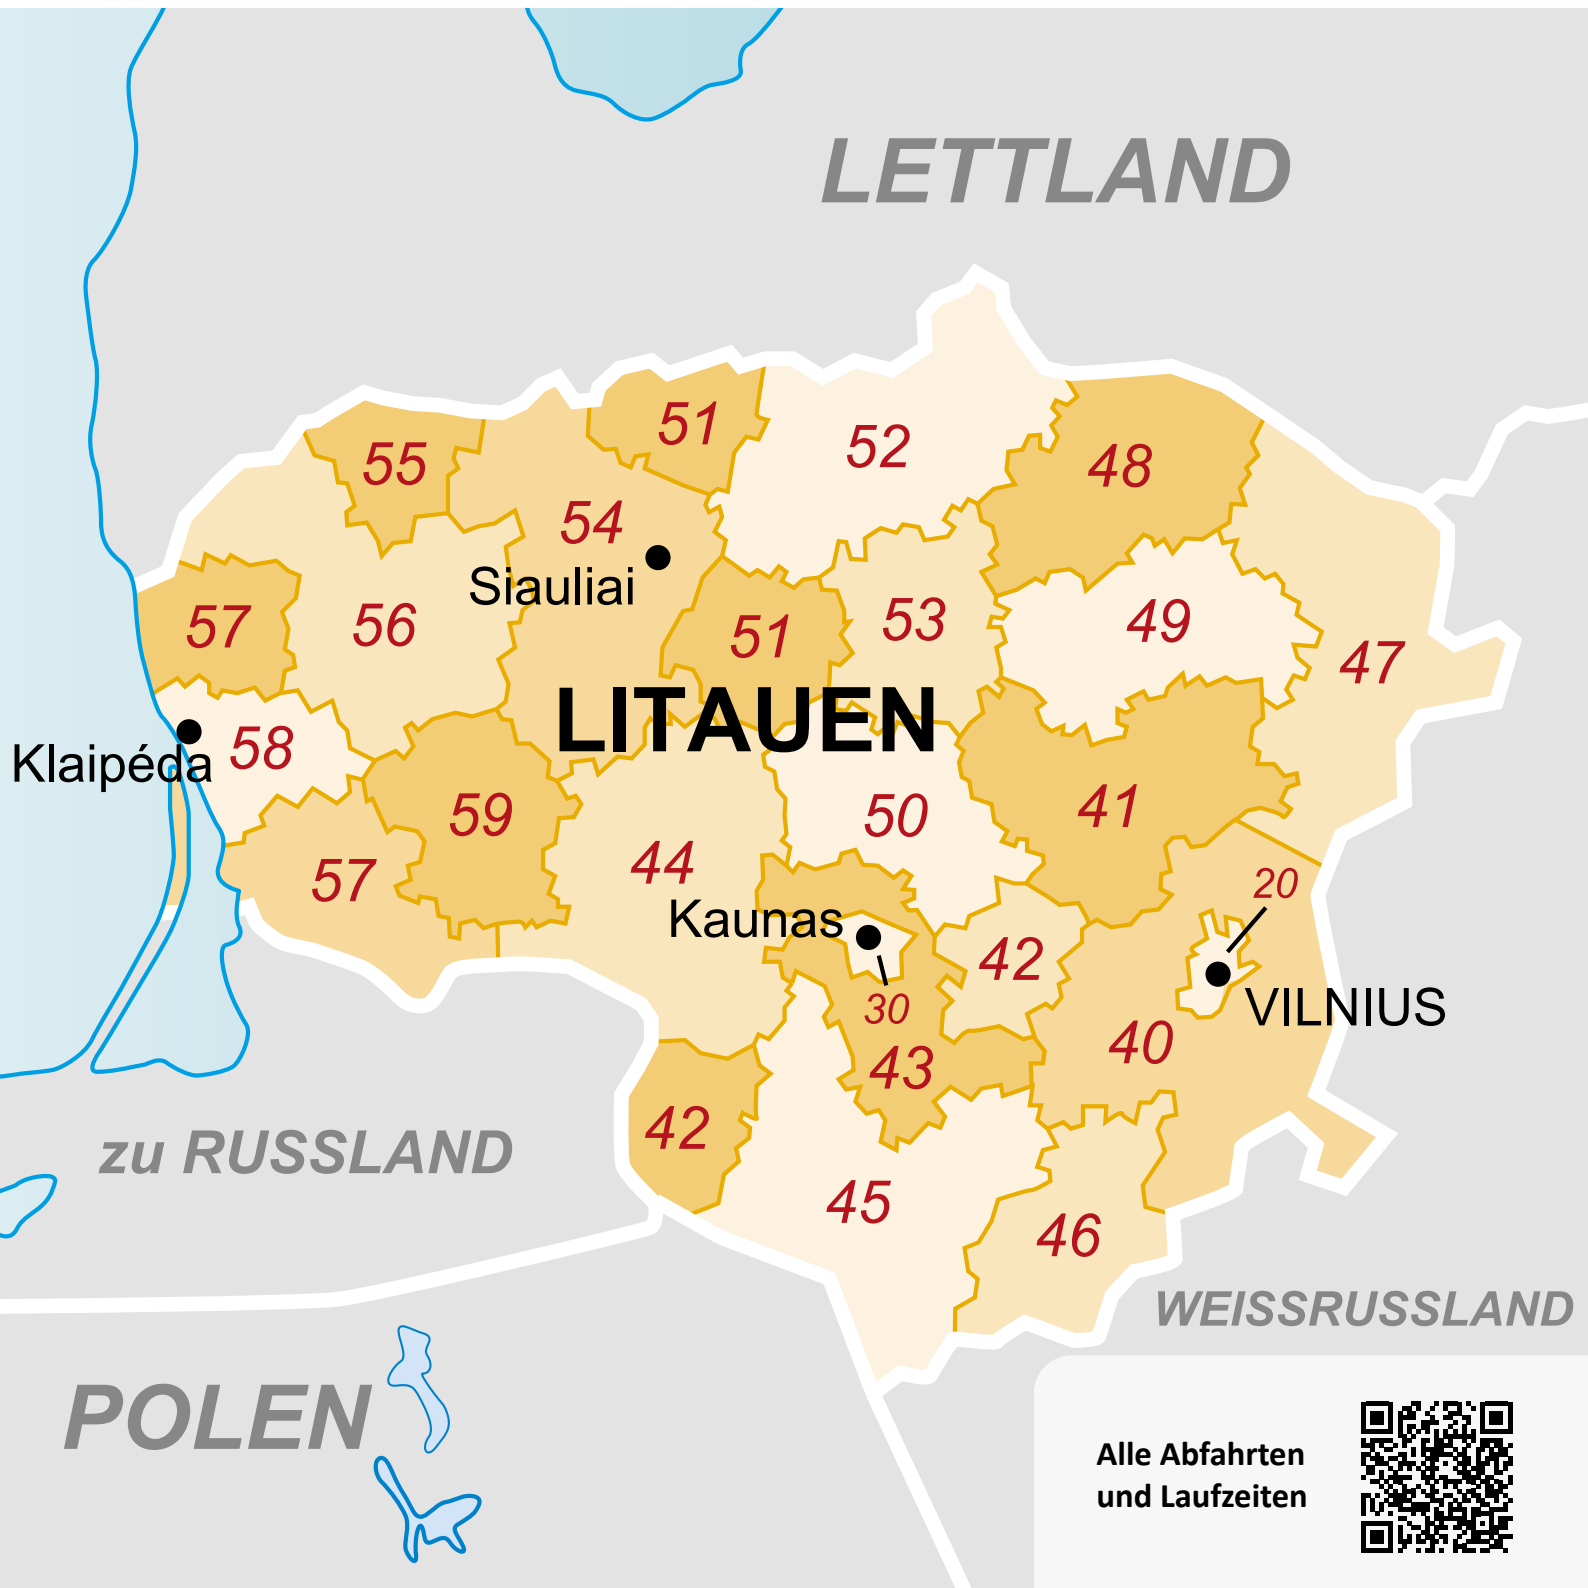 LETTLAND
51
52
55
48
54
Siauliai
57
56
51
53
49
47
LITAUEN
58
Klaipéda
59
50
41
57
44
20
Kaunas
42
30
VILNIUS
40
43
42
zu RUSSLAND
45
46
WEISSRUSSLAND
POLEN
Alle Abfahrten
und Laufzeiten